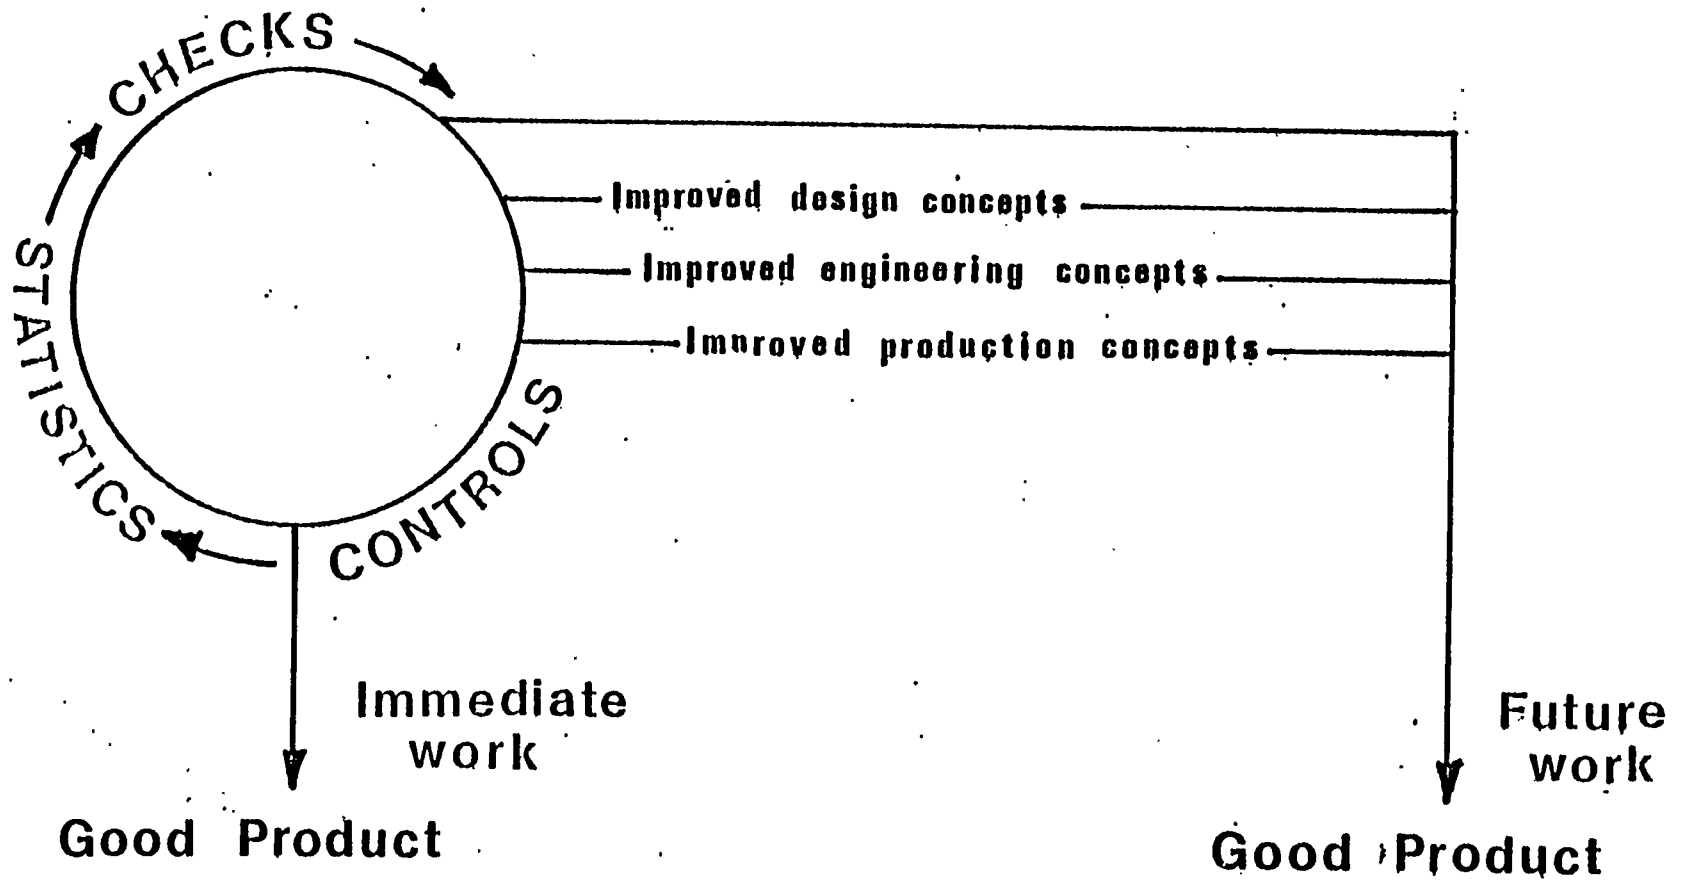 CHECKS
STATISTICS
CONTROLS
Improved design concepts
Improved engineering concepts
Imnroved production concepts
Immediate
work
Good Product
Future
work
Good Product